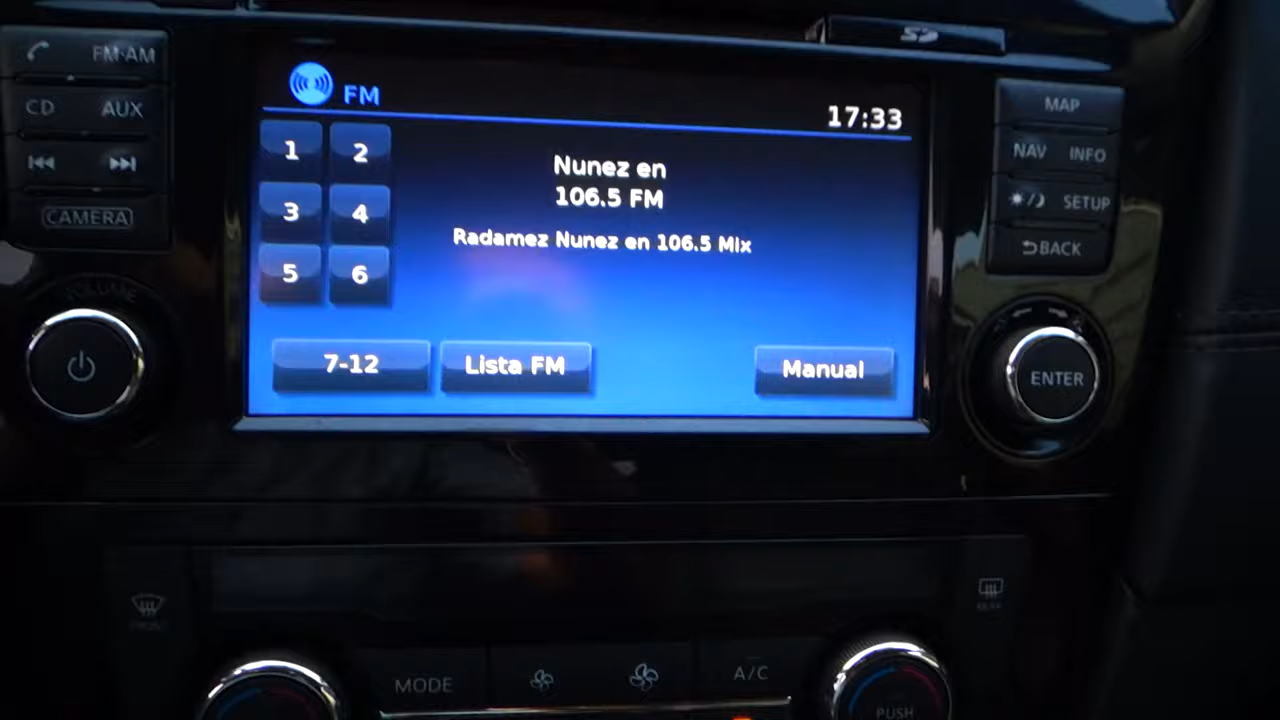 FM·AM
CD AUX
CAMERA
VOLUME
FM
17:33
1 2
3 4
5 6
Nunez en
106.5 FM
Radamez Nunez en 106.5 Mix
7-12 Lista FM Manual
MAP
NAV INFO
SETUP
BACK
ENTER
FRONT
REAR
MODE
A/C
PUSH